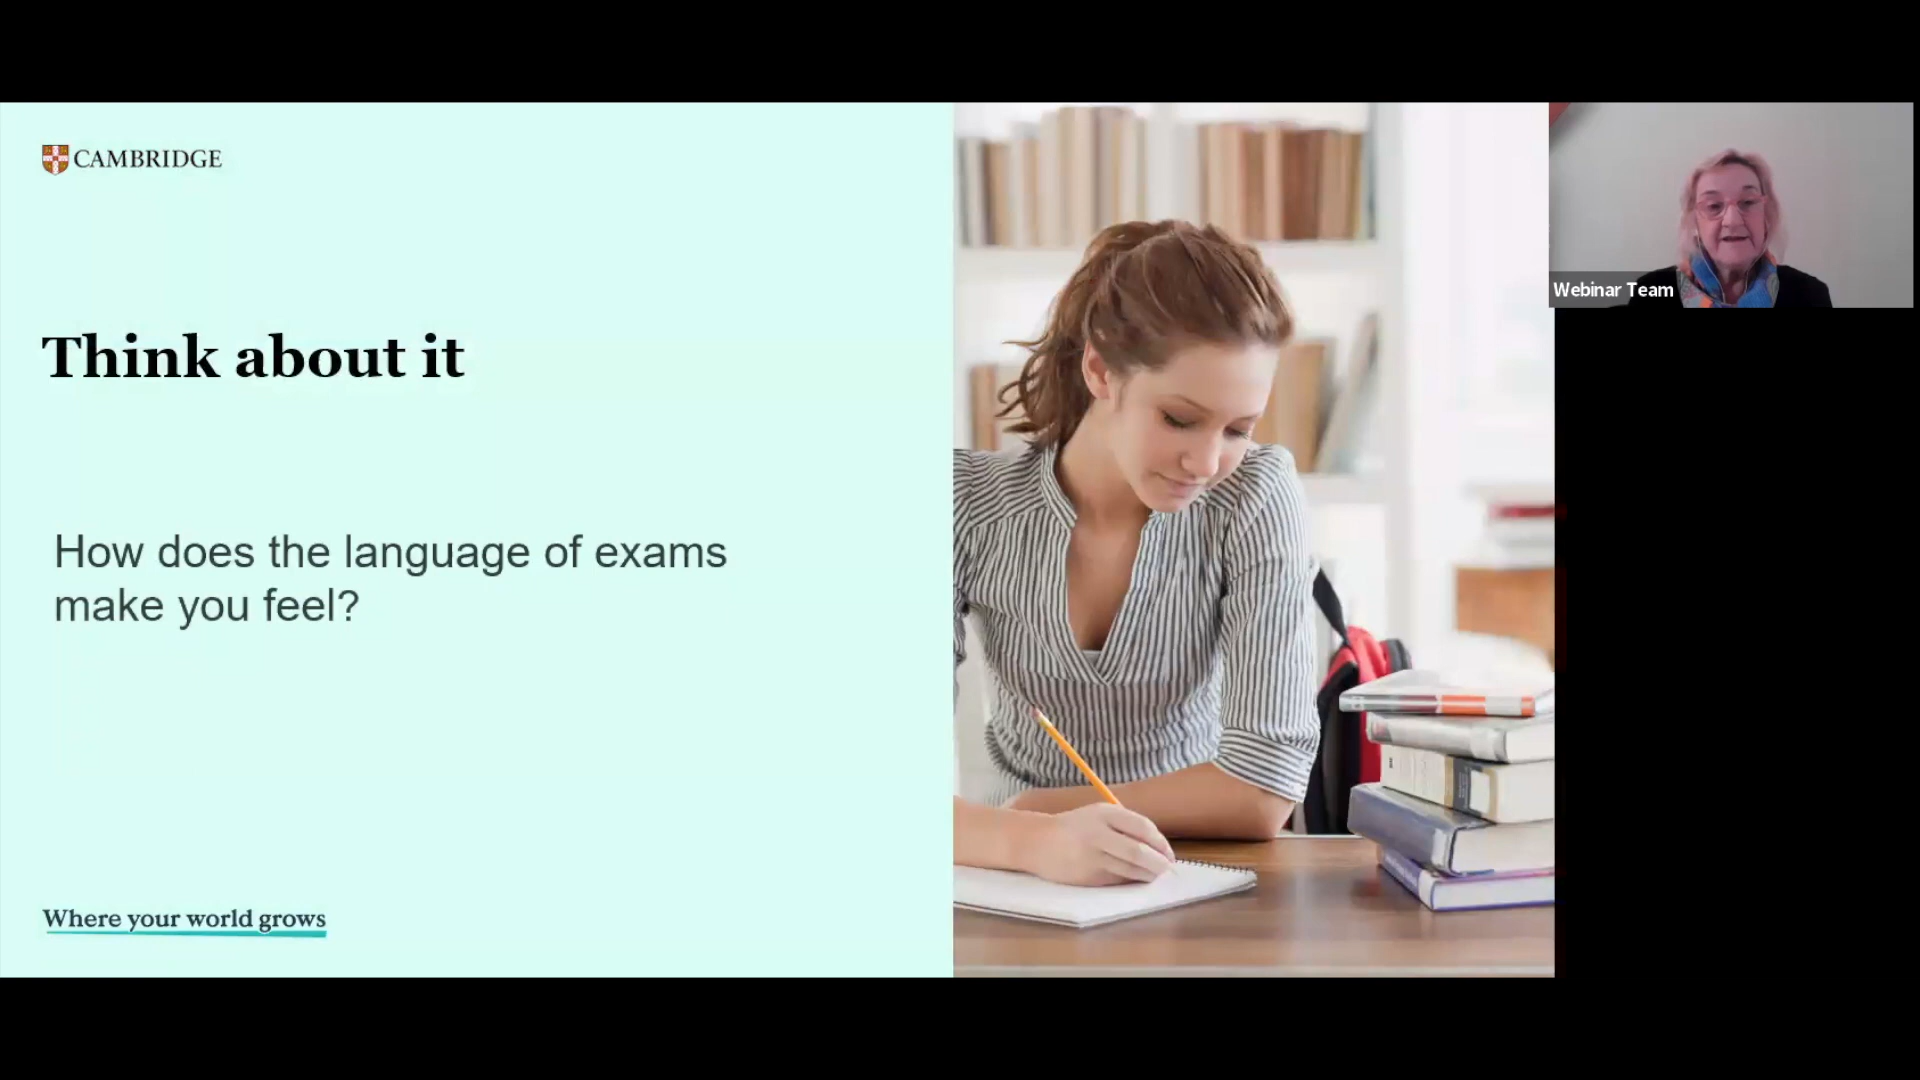 CAMBRIDGE
Think about it
How does the language of exams
make you feel?
Where your world grows
Webinar Team